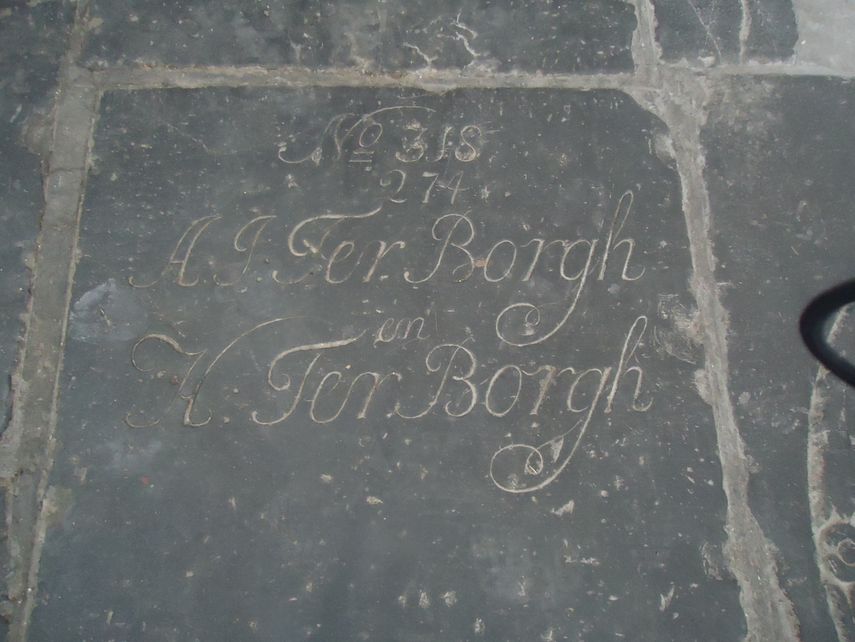 No 318
274
A J Ter Borgh
en
H Ter Borgh